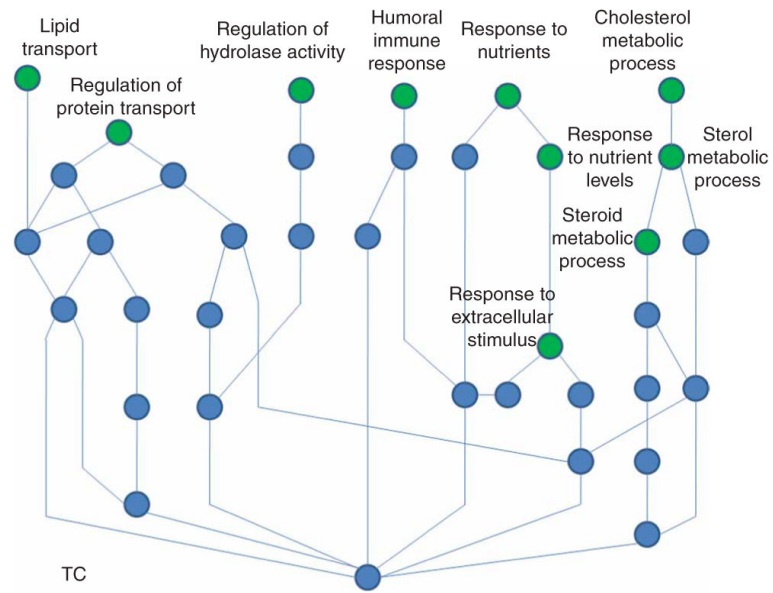 Lipid
transport
Regulation of
protein transport
Regulation of
hydrolase activity
Humoral
immune
response
Response to
nutrients
Cholesterol
metabolic
process
Response
to nutrient
levels
Sterol
metabolic
process
Steroid
metabolic
process
Response to
extracellular
stimulus
TC